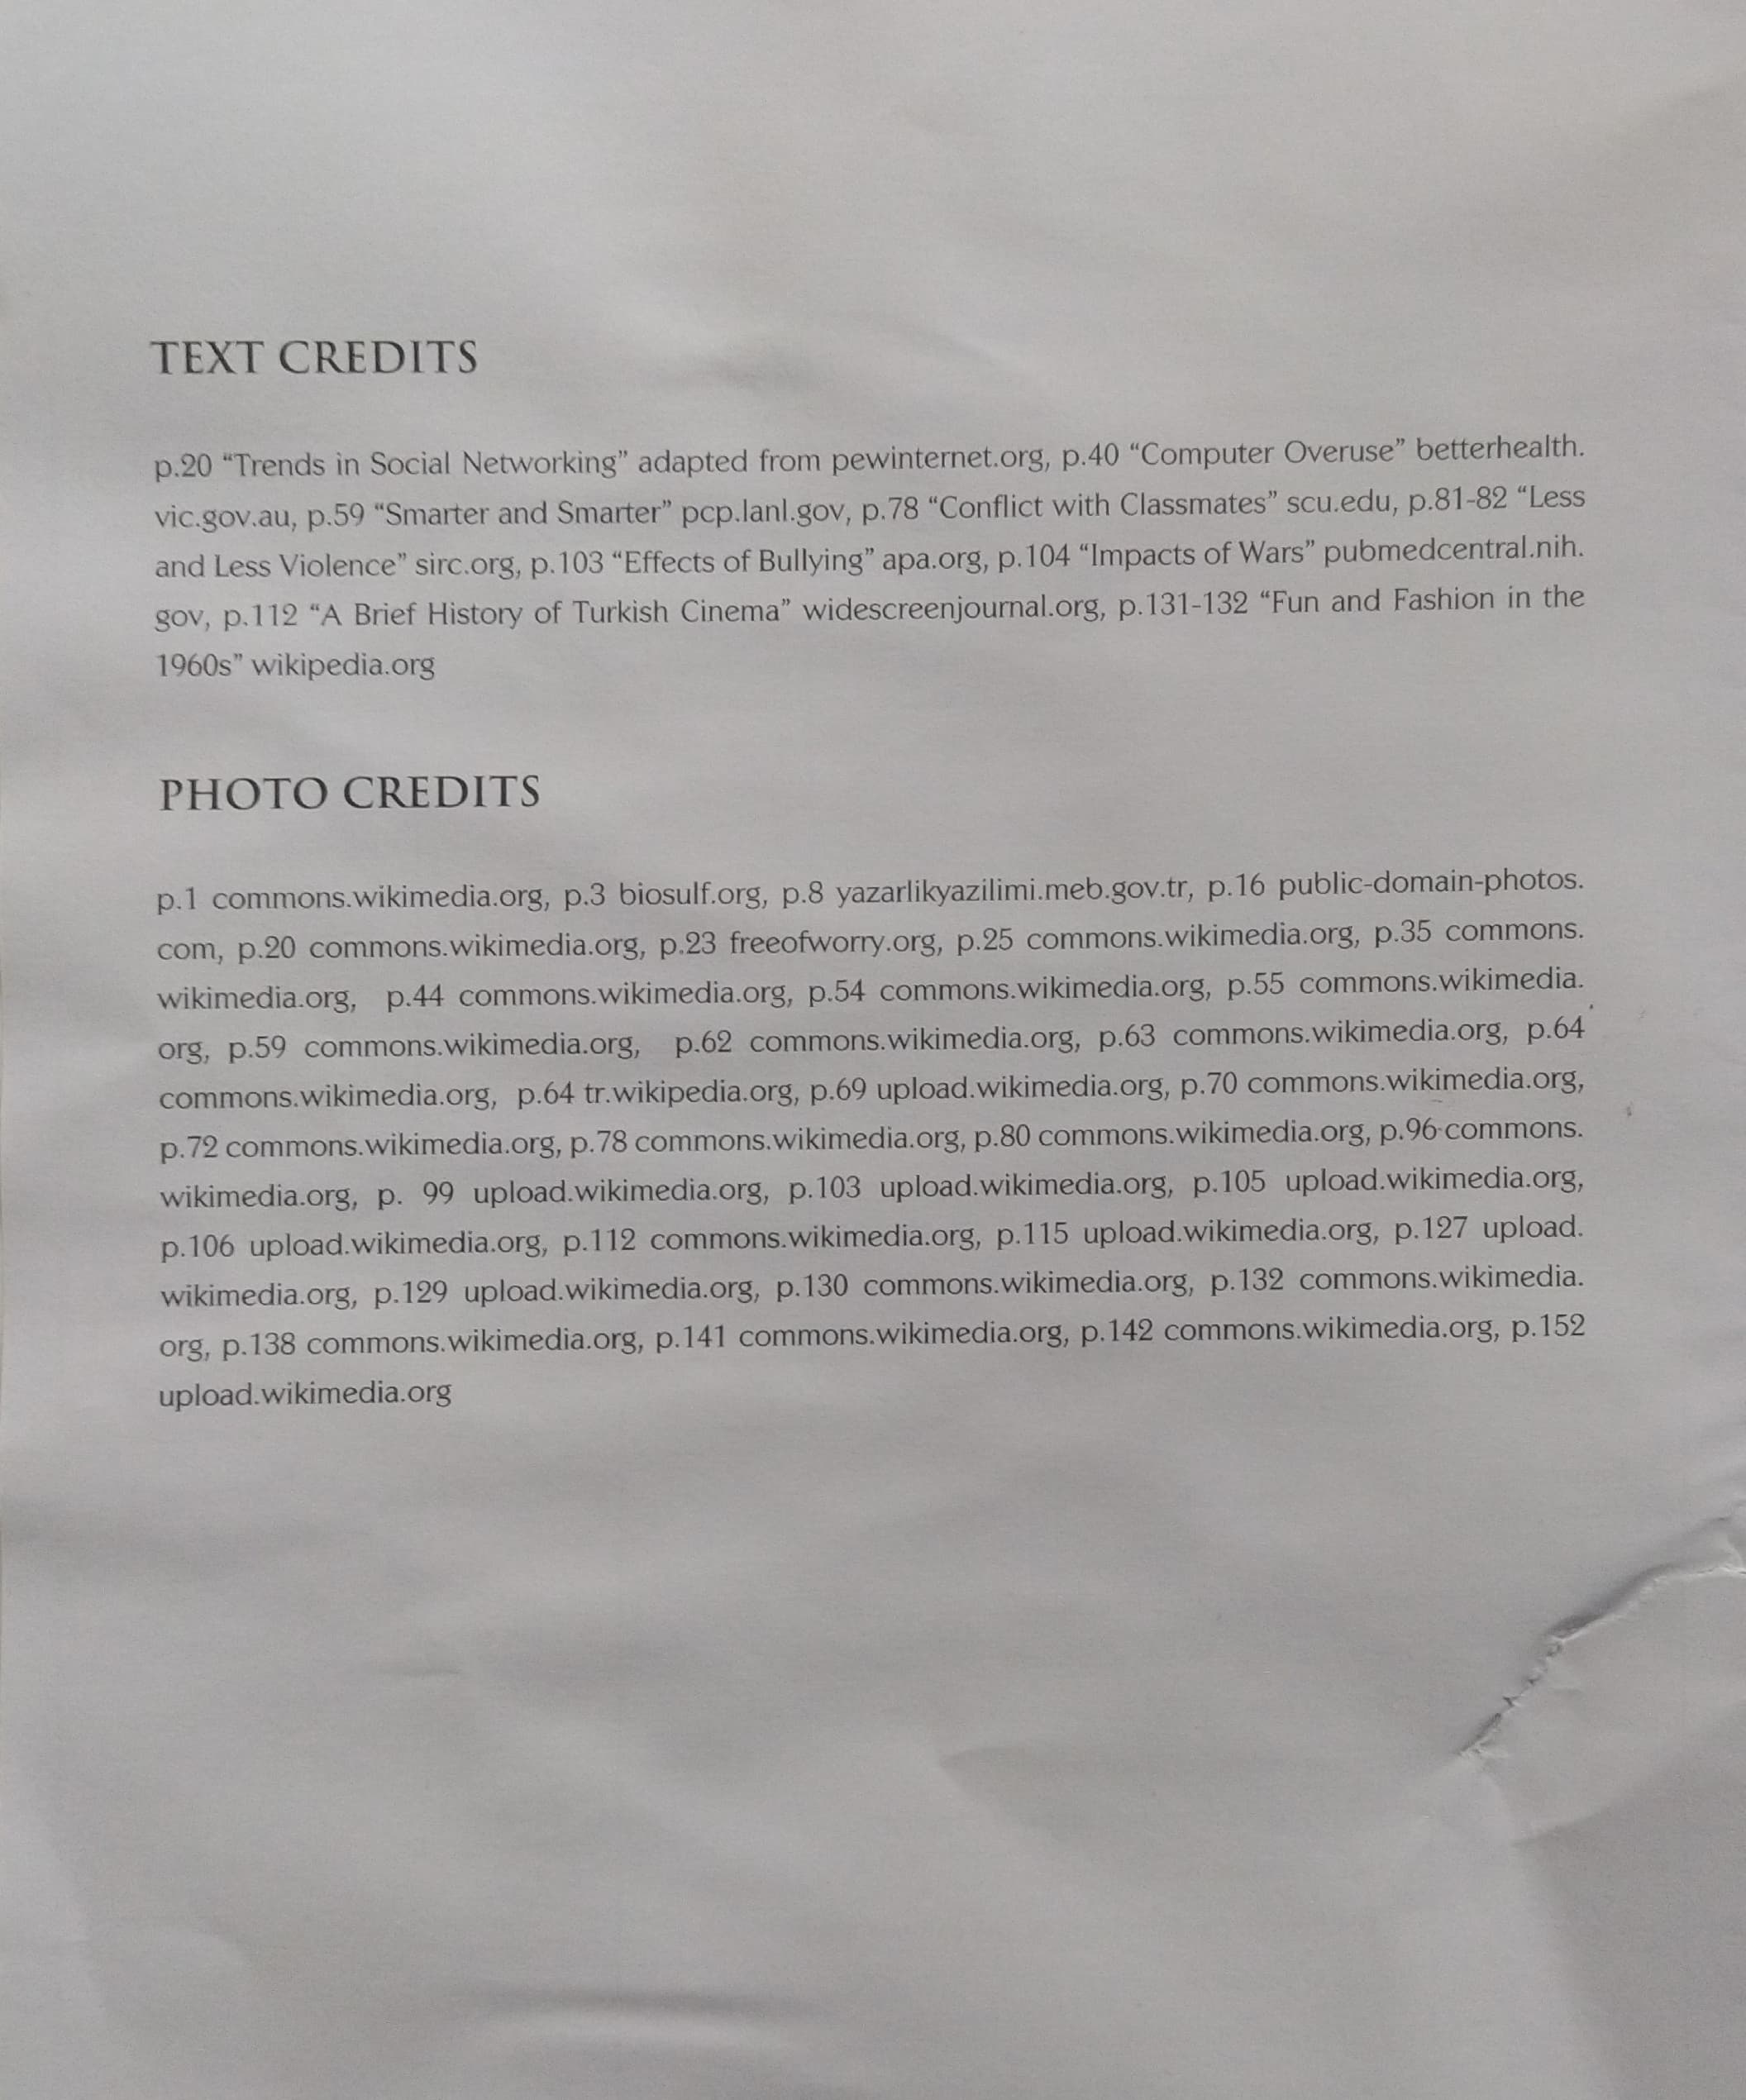 TEXT CREDITS
p.20 “Trends in Social Networking” adapted from pewinternet.org, p.40 “Computer Overuse” betterhealth.
vic.gov.au, p.59 “Smarter and Smarter” pcp.lanl.gov, p.78 “Conflict with Classmates” scu.edu, p.81-82 “Less
and Less Violence” sirc.org, p.103 “Effects of Bullying” apa.org, p.104 “Impacts of Wars” pubmedcentral.nih.
gov, p.112 “A Brief History of Turkish Cinema” widescreenjournal.org, p.131-132 “Fun and Fashion in the
1960s” wikipedia.org
PHOTO CREDITS
p.1 commons.wikimedia.org, p.3 biosulf.org, p.8 yazarlikyazilimi.meb.gov.tr, p.16 public-domain-photos.
com, p.20 commons.wikimedia.org, p.23 freeofworry.org, p.25 commons.wikimedia.org, p.35 commons.
wikimedia.org, p.44 commons.wikimedia.org, p.54 commons.wikimedia.org, p.55 commons.wikimedia.
org, p.59 commons.wikimedia.org, p.62 commons.wikimedia.org, p.63 commons.wikimedia.org, p.64
commons.wikimedia.org, p.64 tr.wikipedia.org, p.69 upload.wikimedia.org, p.70 commons.wikimedia.org,
p.72 commons.wikimedia.org, p.78 commons.wikimedia.org, p.80 commons.wikimedia.org, p.96 commons.
wikimedia.org, p. 99 upload.wikimedia.org, p.103 upload.wikimedia.org, p.105 upload.wikimedia.org,
p.106 upload.wikimedia.org, p.112 commons.wikimedia.org, p.115 upload.wikimedia.org, p.127 upload.
wikimedia.org, p.129 upload.wikimedia.org, p.130 commons.wikimedia.org, p.132 commons.wikimedia.
org, p.138 commons.wikimedia.org, p.141 commons.wikimedia.org, p.142 commons.wikimedia.org, p.152
upload.wikimedia.org